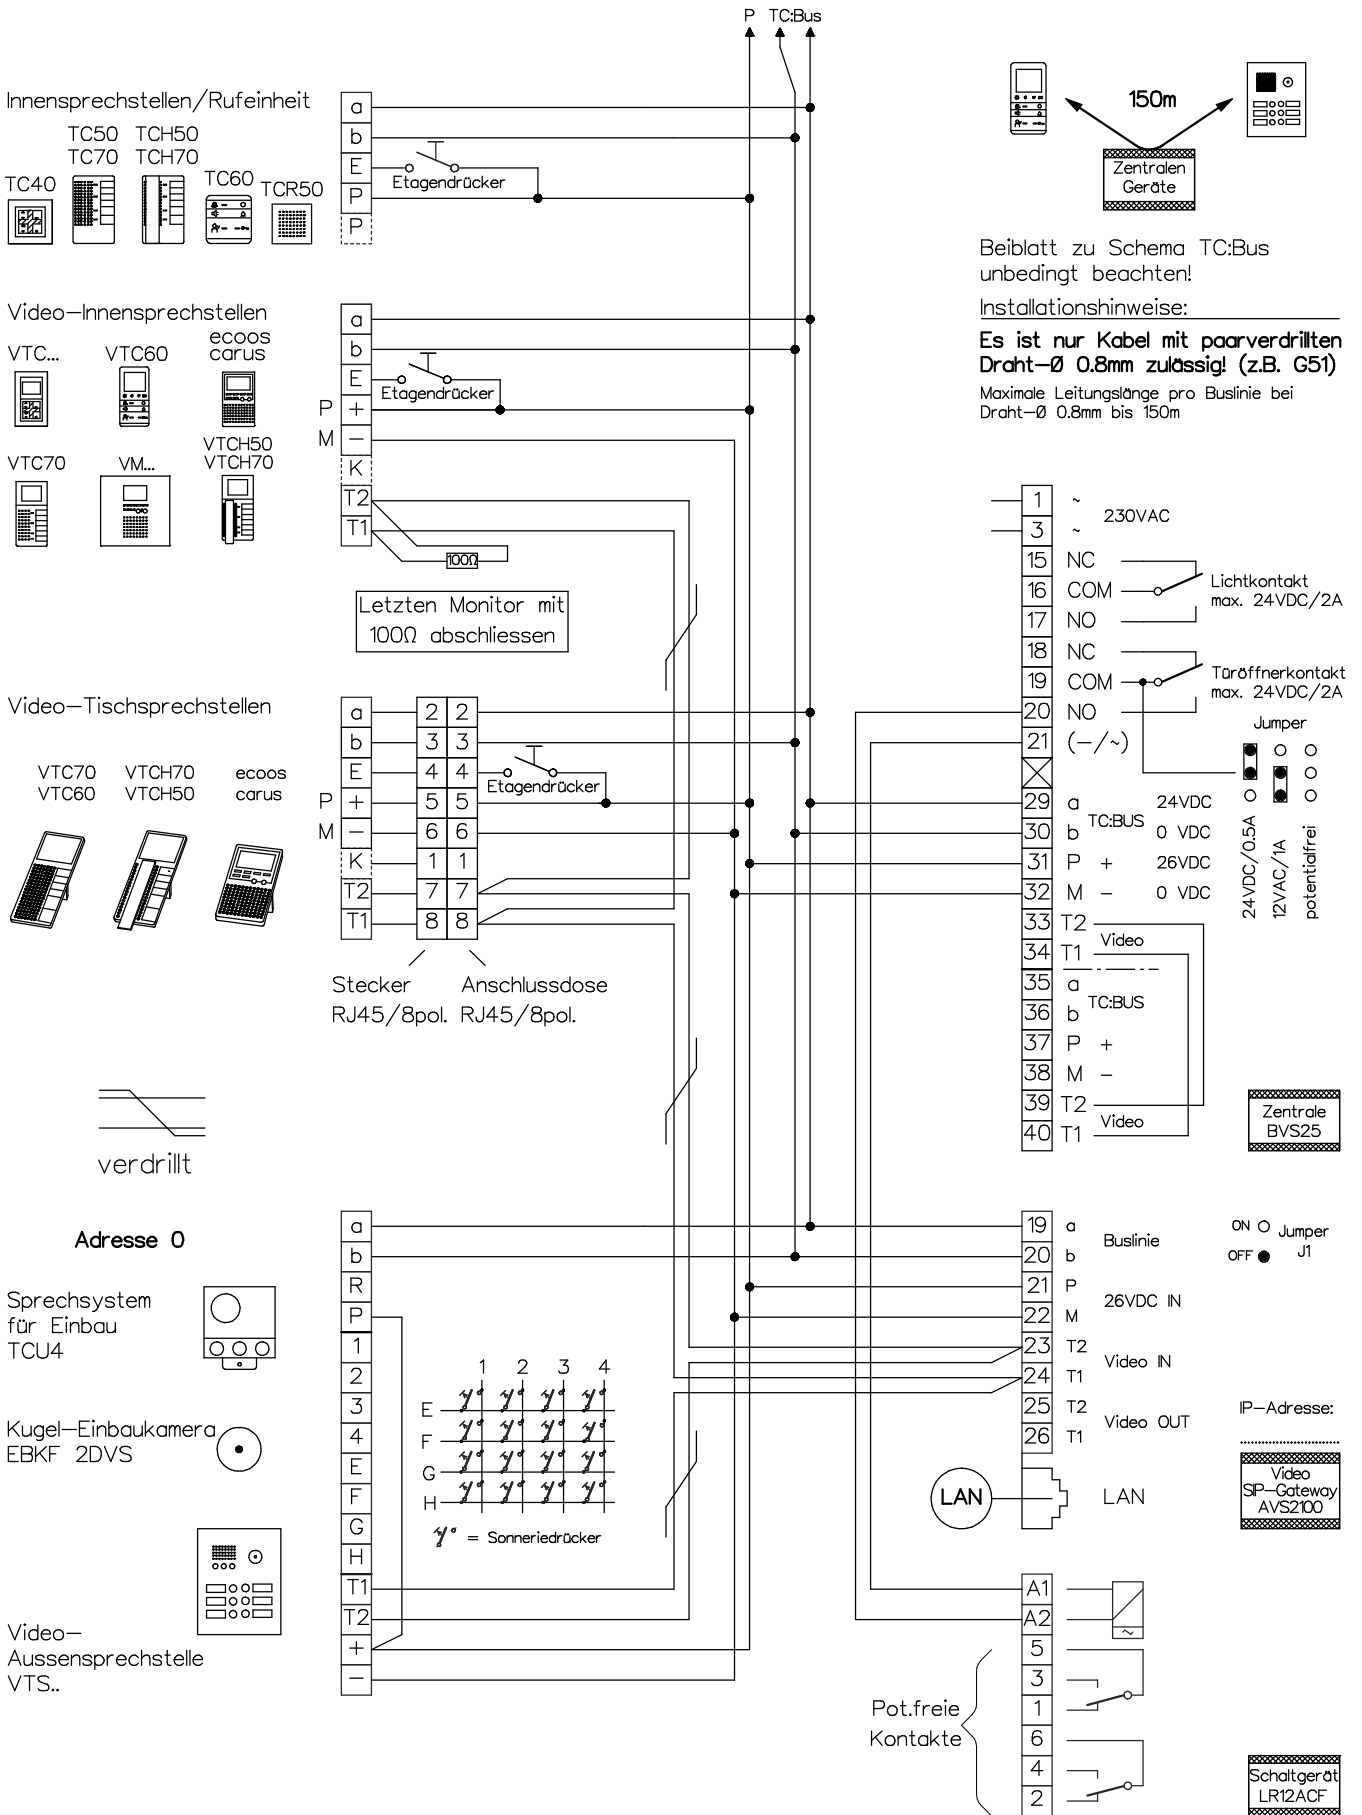 P TC:Bus
Innensprechstellen/Rufeinheit
TC50 TCH50
TC70 TCH70
TC40
TC60
TCR50
a
b
E
P
P
Etagendrücker
150m
Zentralen
Geräte
Beiblatt zu Schema TC:Bus
unbedingt beachten!
Installationshinweise:
Es ist nur Kabel mit paarverdrillten
Draht-Ø 0.8mm zulässig! (z.B. G51)
Maximale Leitungslänge pro Buslinie bei
Draht-Ø 0.8mm bis 150m
Video-Innensprechstellen
VTC...
VTC60
ecoos
carus
VTC70
VM...
VTCH50
VTCH70
a
b
E
P +
M -
K
T2
T1
Etagendrücker
100Ω
Letzten Monitor mit
100Ω abschliessen
Video-Tischsprechstellen
VTC70 VTCH70 ecoos
VTC60 VTCH50 carus
a 2 2
b 3 3
E 4 4
P + 5 5
M - 6 6
K 1 1
T2 7 7
T1 8 8
Etagendrücker
Stecker Anschlussdose
RJ45/8pol. RJ45/8pol.
verdrillt
1 ~
230VAC
3 ~
15 NC
16 COM
17 NO
Lichtkontakt
max. 24VDC/2A
18 NC
19 COM
20 NO
Türöffnerkontakt
max. 24VDC/2A
21 (-/~)
Jumper
24VDC/0.5A
12VAC/1A
potentialfrei
29 a 24VDC
TC:BUS
30 b 0 VDC
31 P + 26VDC
32 M - 0 VDC
33 T2
Video
34 T1
35 a
TC:BUS
36 b
37 P +
38 M -
39 T2
Video
40 T1
Zentrale
BVS25
Adresse 0
Sprechsystem
für Einbau
TCU4
Kugel-Einbaukamera
EBKF 2DVS
Video-
Aussensprechstelle
VTS..
a
b
R
P
1
2
3
4
E
F
G
H
T1
T2
+
-
1 2 3 4
E
F
G
H
= Sonneriedrücker
19 a
Buslinie
20 b
21 P
26VDC IN
22 M
23 T2
Video IN
24 T1
25 T2
Video OUT
26 T1
ON Jumper
OFF J1
IP-Adresse:
..........................
Video
SIP-Gateway
AVS2100
LAN LAN
A1
A2
~
5
3
1
6
4
2
Pot.freie
Kontakte
Schaltgerät
LR12ACF